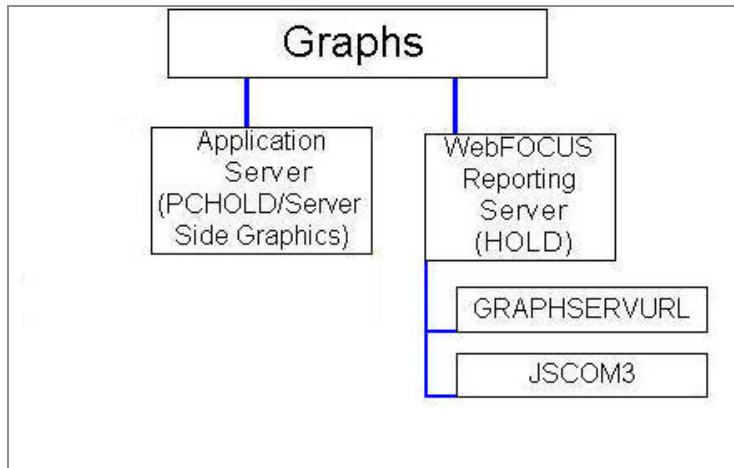 Graphs
Application
Server
(PCHOLD/Server
Side Graphics)
WebFOCUS
Reporting
Server
(HOLD)
GRAPHSERVURL
JSCOM3